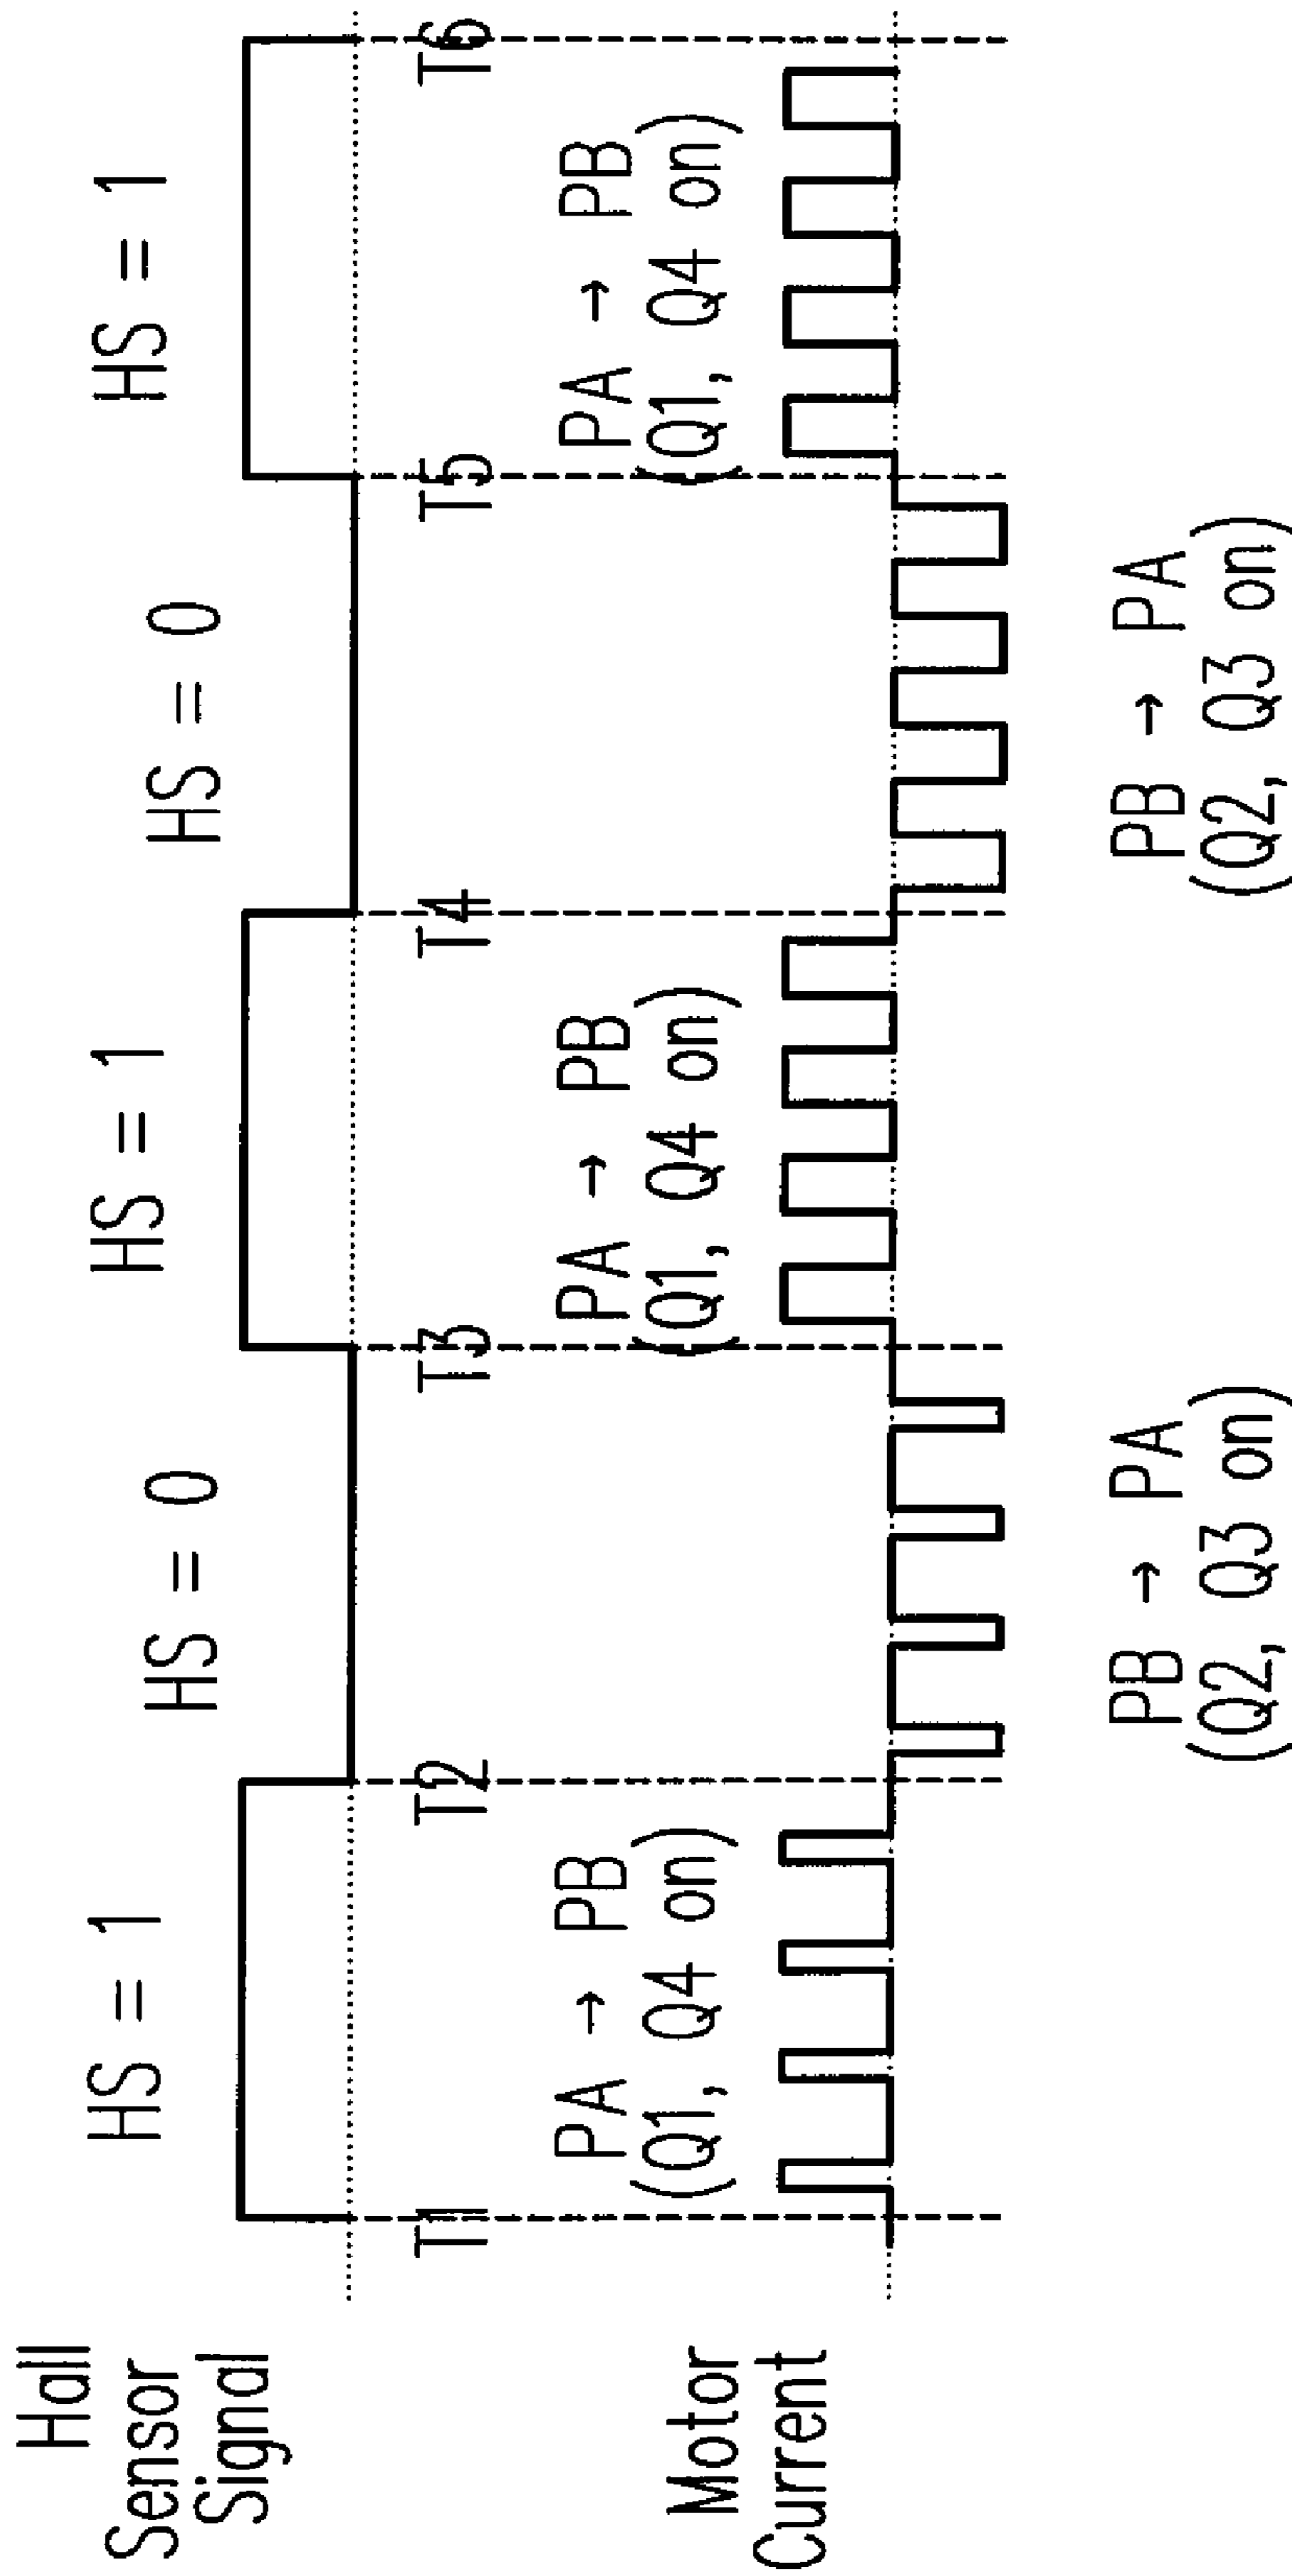 Hall
Sensor
Signal
HS = 1
HS = 0
HS = 1
HS = 0
HS = 1
T1
T2
T3
T4
T5
T6
Motor
Current
PA → PB
(Q1, Q4 on)
PA → PB
(Q1, Q4 on)
PA → PB
(Q1, Q4 on)
PB → PA
(Q2, Q3 on)
PB → PA
(Q2, Q3 on)